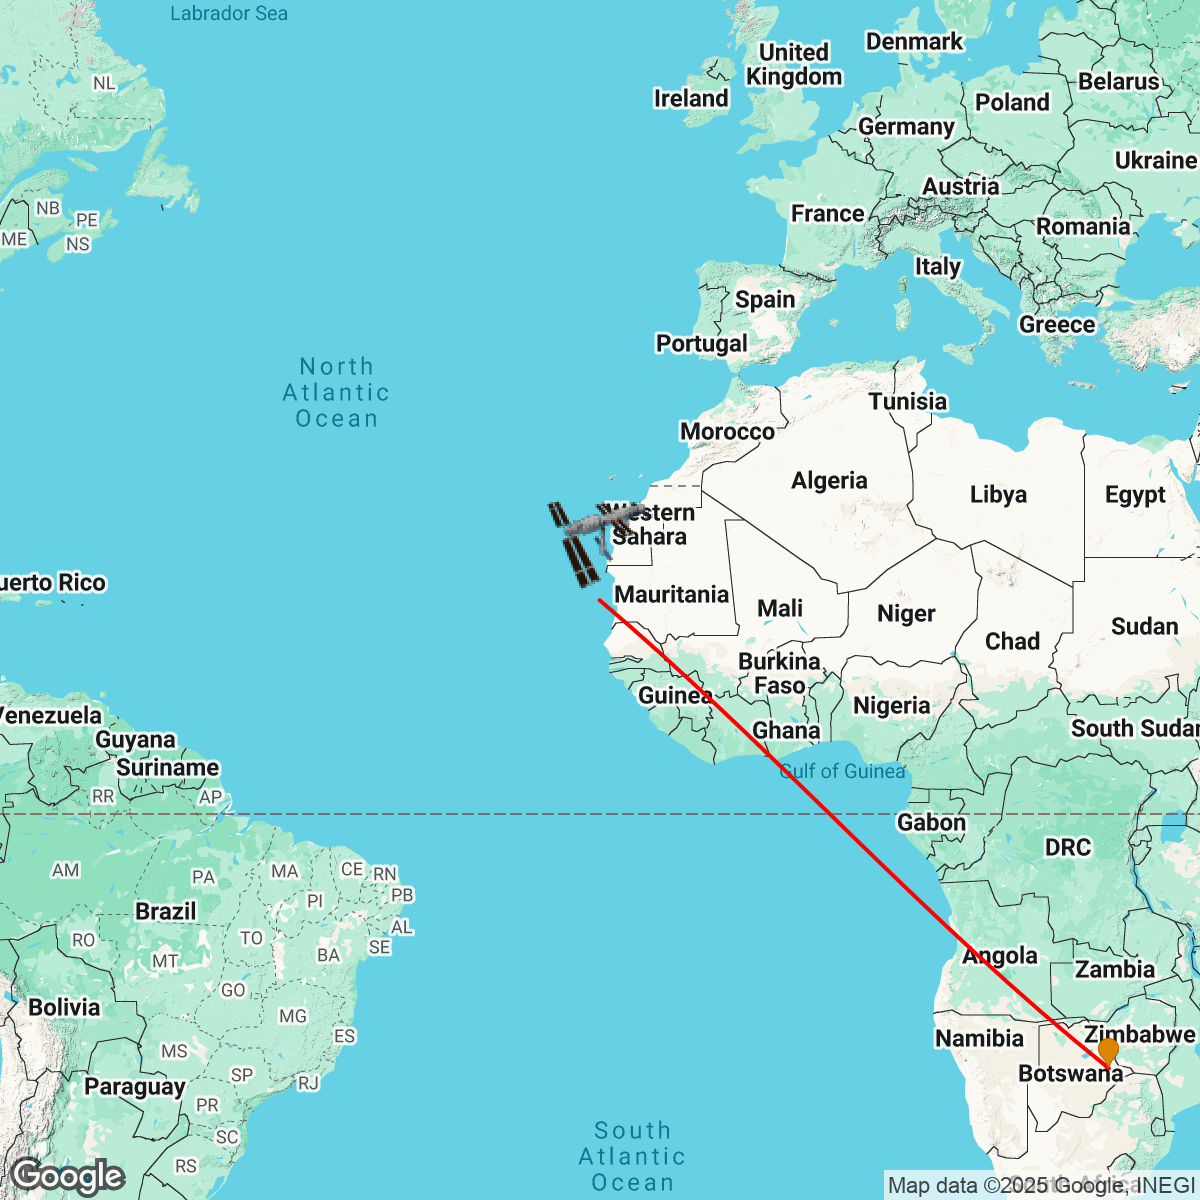 Labrador Sea
Denmark
United
Kingdom
Belarus
NL
Ireland
Poland
Germany
Ukraine
Austria
NB
PE
France
Romania
ME
NS
Italy
Spain
Greece
Portugal
North
Atlantic
Ocean
Tunisia
Morocco
Algeria
Libya
Egypt
Western
Sahara
uerto Rico
Mauritania
Mali
Niger
Sudan
Chad
Burkina
Faso
Guinea
Nigeria
Venezuela
Ghana
South Sudan
Guyana
Suriname
Gulf of Guinea
RR
AP
Gabon
DRC
AM
PA
MA
CE
RN
PI
PB
Brazil
AL
TO
SE
RO
MT
BA
Angola
Zambia
GO
Bolivia
MG
ES
Namibia
Zimbabwe
MS
SP
RJ
Botswana
Paraguay
PR
SC
RS
South
Atlantic
Ocean
Google
South Africa
Map data ©2025 Google, INEGI